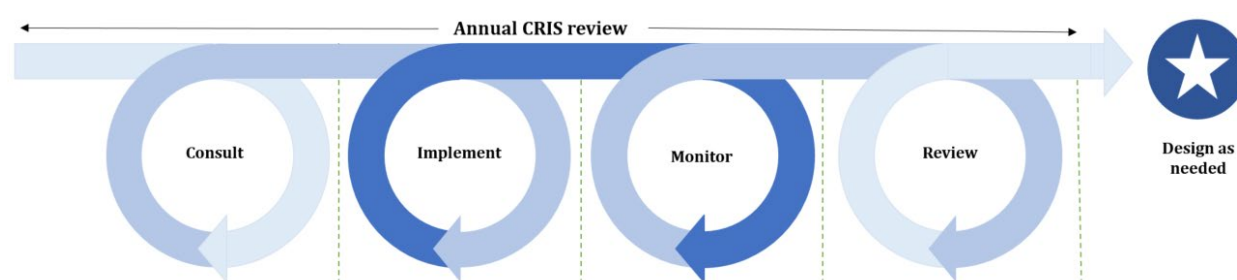 Annual CRIS review
Consult
Implement
Monitor
Review
Design as
needed